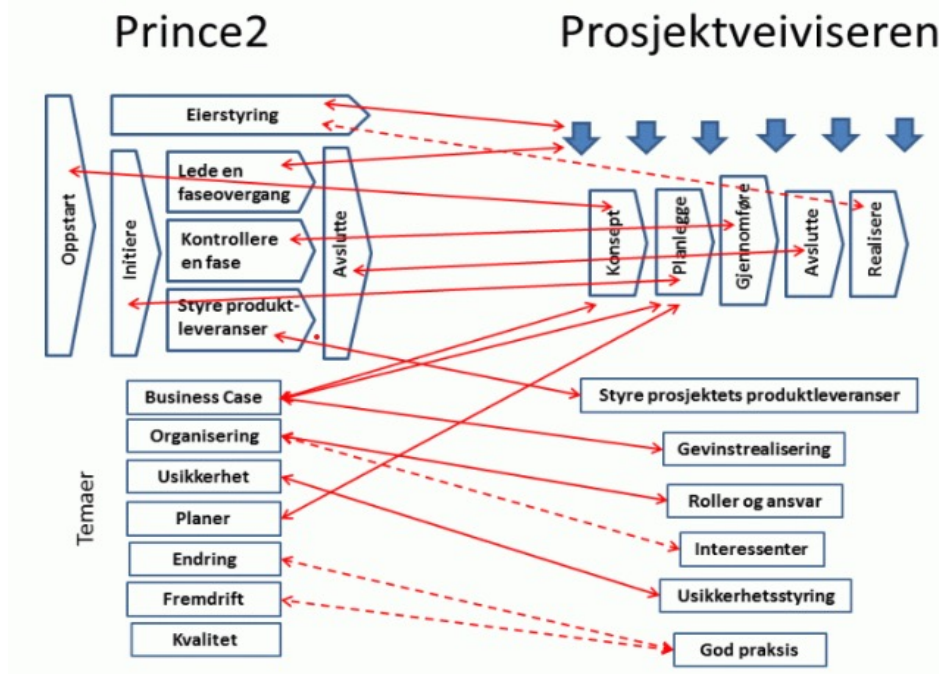 Prince2
Prosjektveiviseren
Oppstart
Eierstyring
Initiere
Lede en
faseovergang
Kontrollere
en fase
Styre produkt-
leveranser
Avslutte
Konsept
Planlegge
Gjennomføre
Avslutte
Realisere
Temaer
Business Case
Organisering
Usikkerhet
Planer
Endring
Fremdrift
Kvalitet
Styre prosjektets produktleveranser
Gevinstrealisering
Roller og ansvar
Interessenter
Usikkerhetsstyring
God praksis